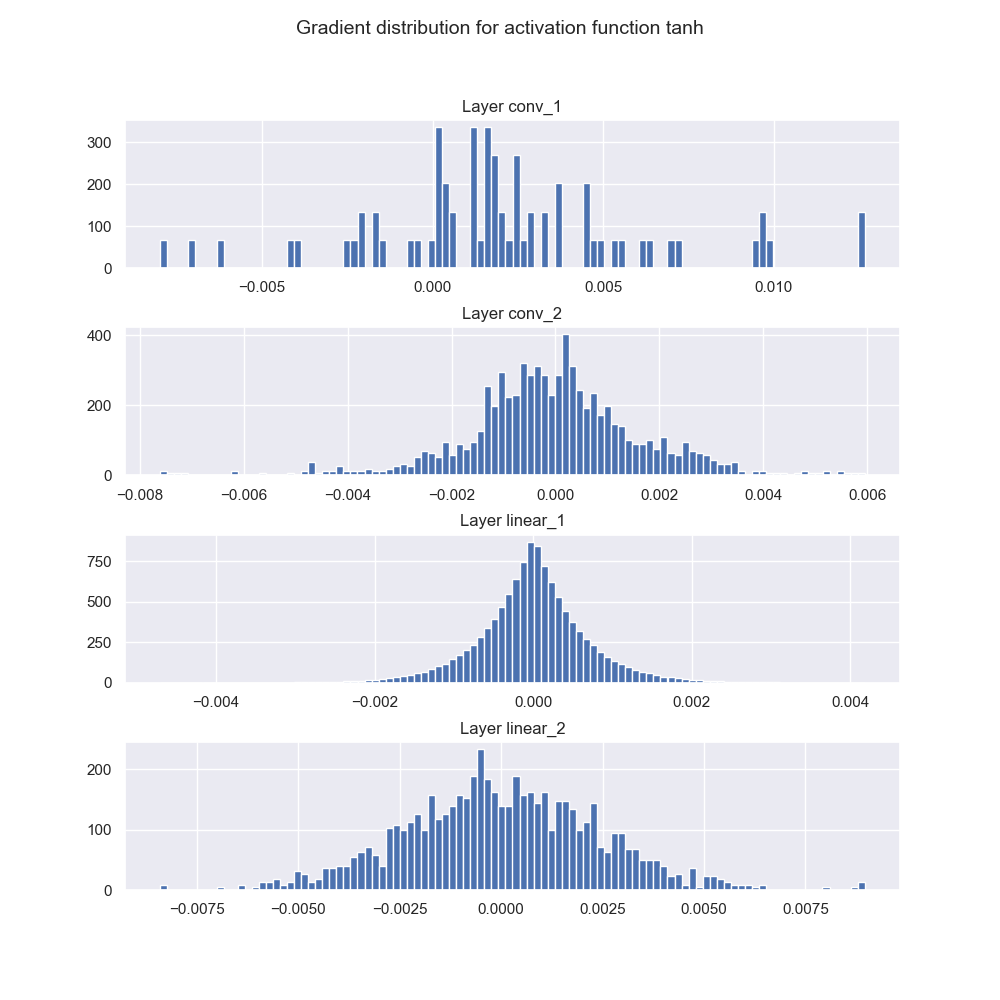 Gradient distribution for activation function tanh
Layer conv_1
300
200
100
0
−0.005 0.000 0.005 0.010
Layer conv_2
400
200
0
−0.008 −0.006 −0.004 −0.002 0.000 0.002 0.004 0.006
Layer linear_1
750
500
250
0
−0.004 −0.002 0.000 0.002 0.004
Layer linear_2
200
100
0
−0.0075 −0.0050 −0.0025 0.0000 0.0025 0.0050 0.0075